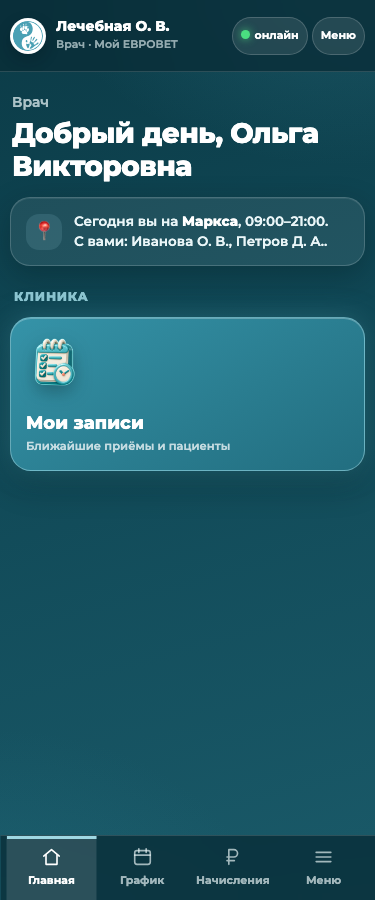 Лечебная О. В.
Врач · Мой ЕВРОВЕТ
онлайн
Меню
Врач
Добрый день, Ольга
Викторовна
Сегодня вы на Маркса, 09:00–21:00.
С вами: Иванова О. В., Петров Д. А..
КЛИНИКА
Мои записи
Ближайшие приёмы и пациенты
Главная
График
Начисления
Меню